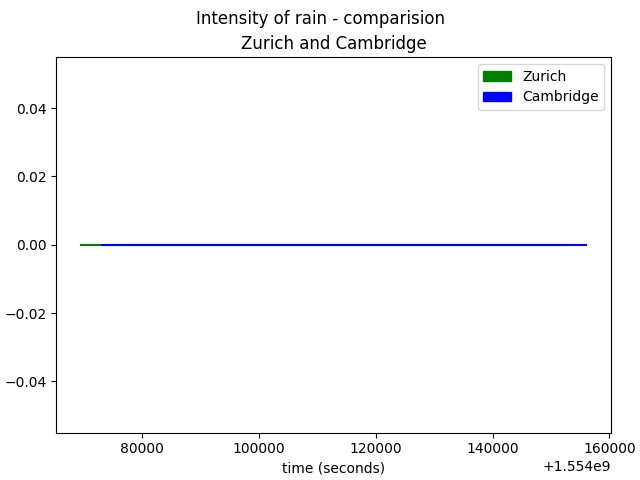 Intensity of rain - comparision
Zurich and Cambridge
Zurich
Cambridge
0.04
0.02
0.00
−0.02
−0.04
80000 100000 120000 140000 160000
time (seconds)
+1.554e9